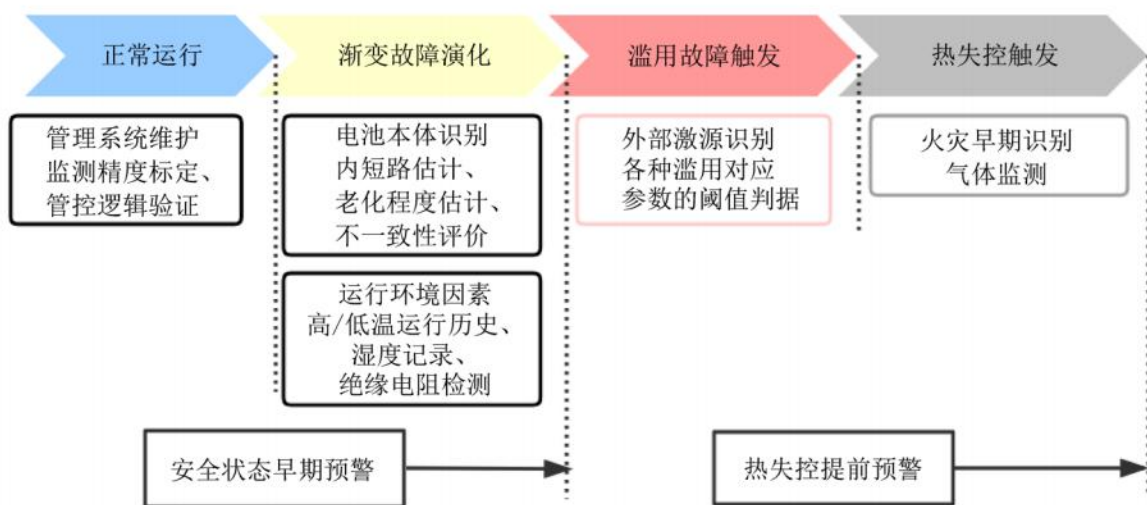 正常运行
渐变故障演化
滥用故障触发
热失控触发
管理系统维护
监测精度标定、
管控逻辑验证
电池本体识别
内短路估计、
老化程度估计、
不一致性评价
外部激源识别
各种滥用对应
参数的阈值判据
火灾早期识别
气体监测
运行环境因素
高/低温运行历史、
湿度记录、
绝缘电阻检测
安全状态早期预警
热失控提前预警